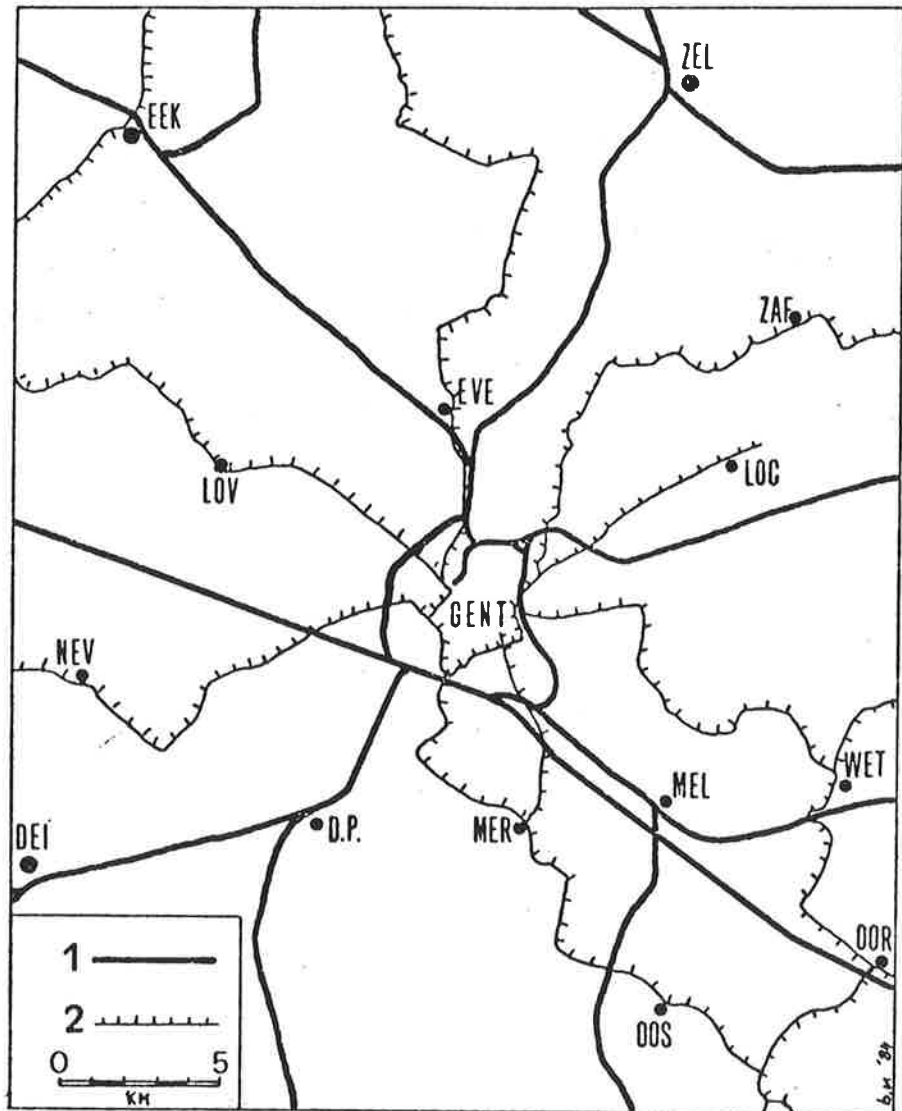 ZEL
EEK
ZAF
EVE
LOV
LOC
GENT
NEV
WET
MEL
D.P.
MER
DEI
OOR
OOS
1
2
0 5
KM
b.M '84